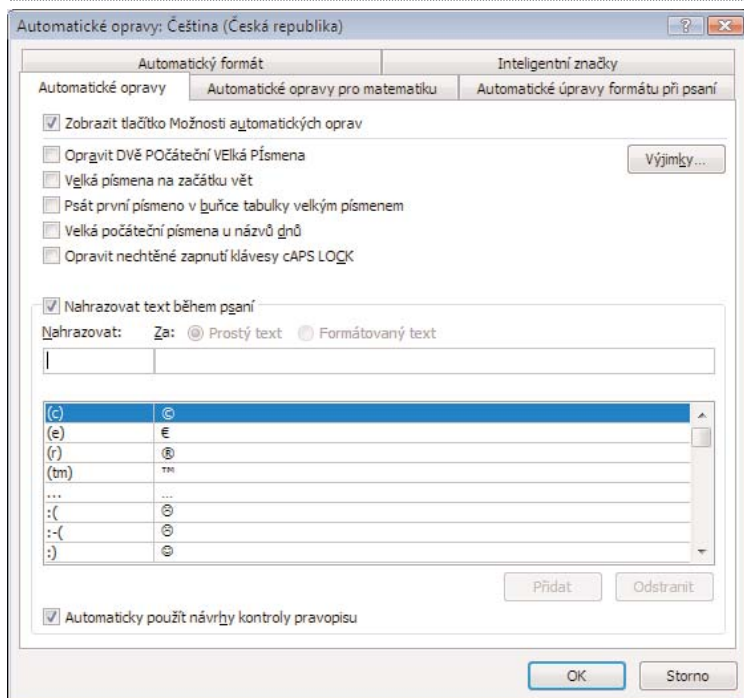 Automatické opravy: Čeština (Česká republika)
Automatický formát Inteligentní značky
Automatické opravy Automatické opravy pro matematiku Automatické úpravy formátu při psaní
Zobrazit tlačítko Možnosti automatických oprav
Opravit DVě POčáteční VElká PÍsmena Výjimky...
Velká písmena na začátku vět
Psát první písmeno v buňce tabulky velkým písmenem
Velká počáteční písmena u názvů dnů
Opravit nechtěné zapnutí klávesy cAPS LOCK
Nahrazovat text během psaní
Nahrazovat: Za: Prostý text Formátovaný text
(c) ©
(e) €
(r) ®
(tm) ™
... …
:( ☹
:-( ☹
:) ☺
Přidat Odstranit
Automaticky použít návrhy kontroly pravopisu
OK Storno